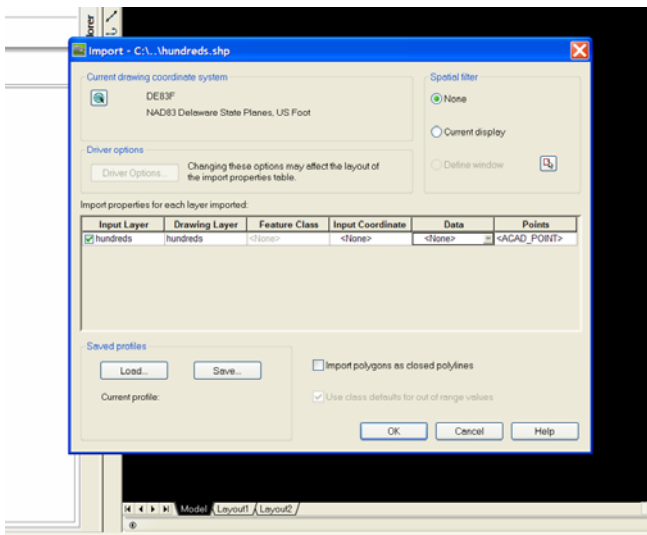 lorer
Import - C:\...\hundreds.shp
Current drawing coordinate system
DE83F
NAD83 Delaware State Planes, US Foot
Spatial filter
None
Current display
Define window
Driver options
Driver Options...
Changing these options may affect the layout of
the import properties table.
Import properties for each layer imported:
Input Layer Drawing Layer Feature Class Input Coordinate Data Points
hundreds hundreds <None> <None> <None> <ACAD_POINT>
Saved profiles
Load... Save...
Current profile:
Import polygons as closed polylines
Use class defaults for out of range values
OK Cancel Help
Model Layout1 Layout2